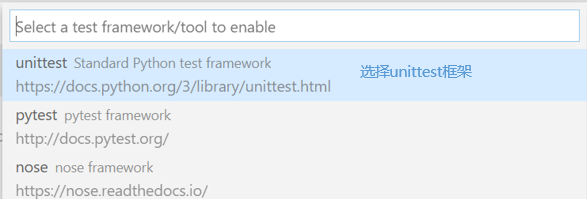 Select a test framework/tool to enable
unittest Standard Python test framework
https://docs.python.org/3/library/unittest.html
选择unittest框架
pytest pytest framework
http://docs.pytest.org/
nose nose framework
https://nose.readthedocs.io/